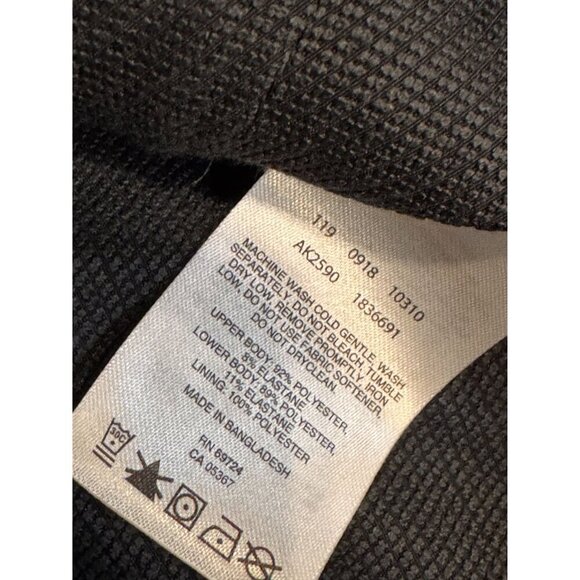 119 0918 10310
AK2590 1836691
MACHINE WASH COLD GENTLE, WASH
SEPARATELY. DO NOT BLEACH, TUMBLE
DRY LOW, REMOVE PROMPTLY, IRON
LOW, DO NOT USE FABRIC SOFTENER,
DO NOT DRYCLEAN.
UPPER BODY: 92% POLYESTER,
8% ELASTANE
LOWER BODY: 89% POLYESTER,
11% ELASTANE
LINING: 100% POLYESTER
MADE IN BANGLADESH
RN 69724
CA 05367
30C